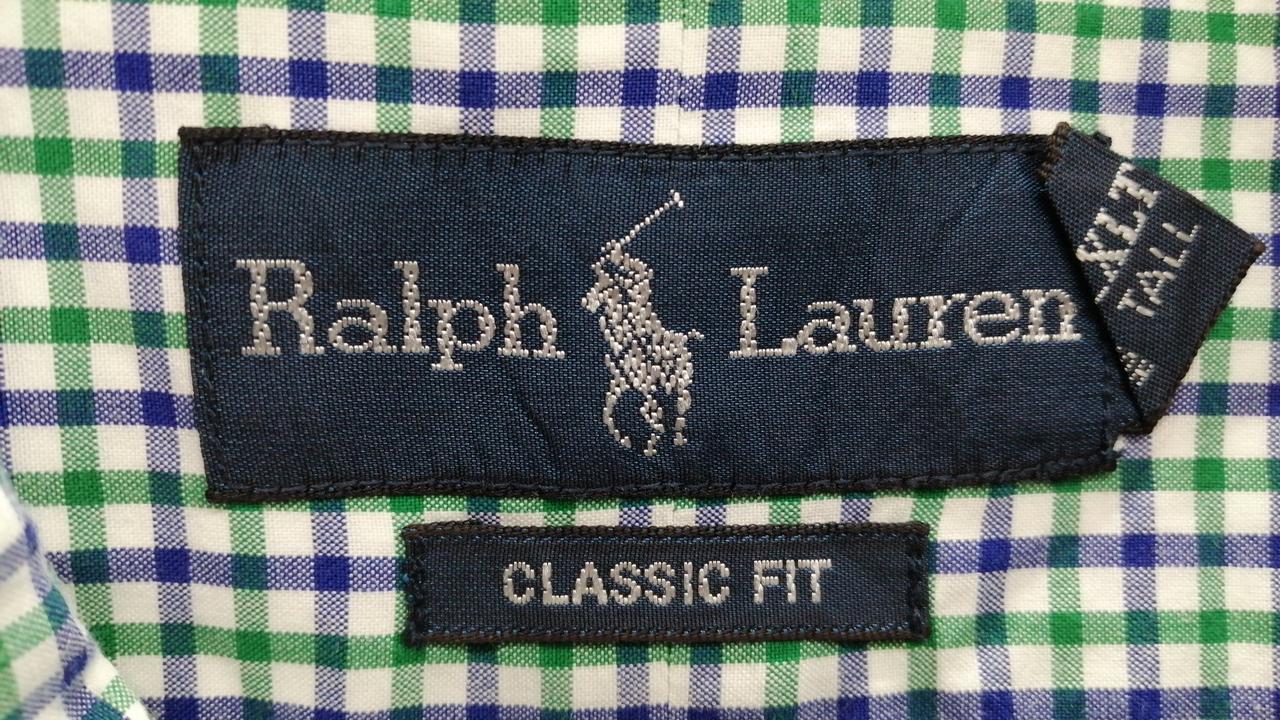 Ralph Lauren
XLT
TALL
CLASSIC FIT